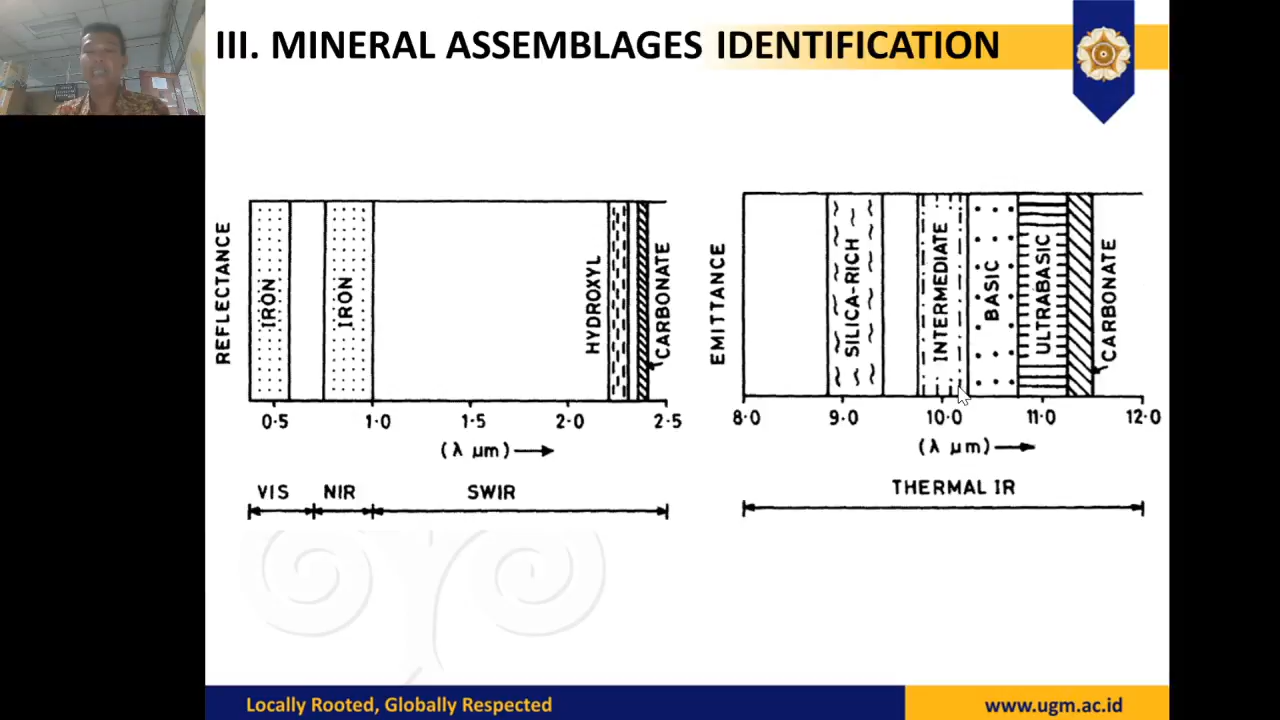 III. MINERAL ASSEMBLAGES IDENTIFICATION
REFLECTANCE
IRON
IRON
HYDROXYL
CARBONATE
0·5 1·0 1·5 2·0 2·5
(λ μm)
VIS NIR SWIR
EMITTANCE
SILICA-RICH
INTERMEDIATE
BASIC
ULTRABASIC
CARBONATE
8·0 9·0 10·0 11·0 12·0
(λ μm)
THERMAL IR
Locally Rooted, Globally Respected
www.ugm.ac.id